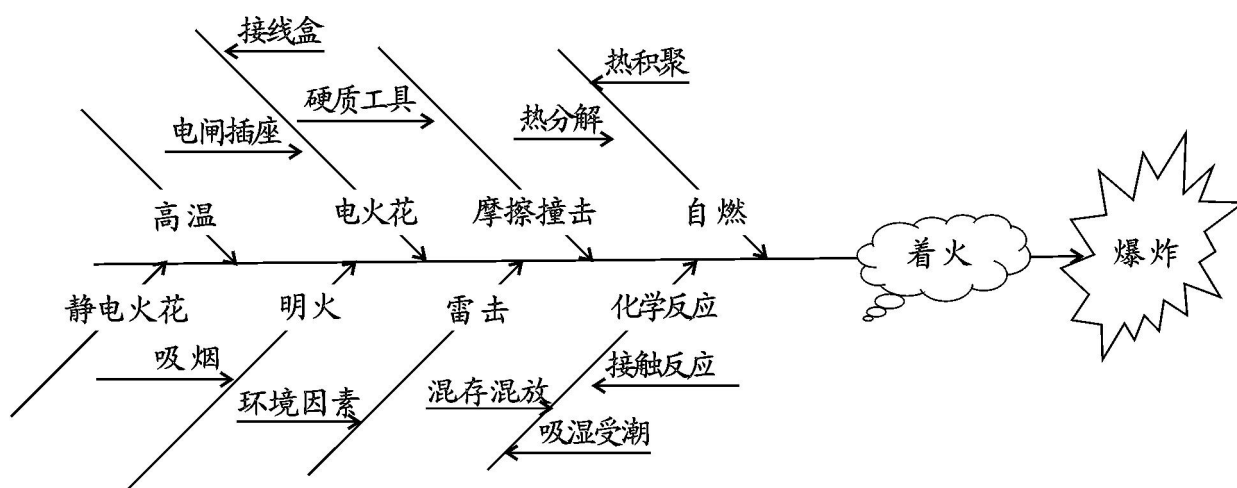 接线盒
热积聚
硬质工具
热分解
电闸插座
高温
电火花
摩擦撞击
自燃
着火
爆炸
静电火花
明火
雷击
化学反应
吸烟
接触反应
环境因素
混存混放
吸湿受潮